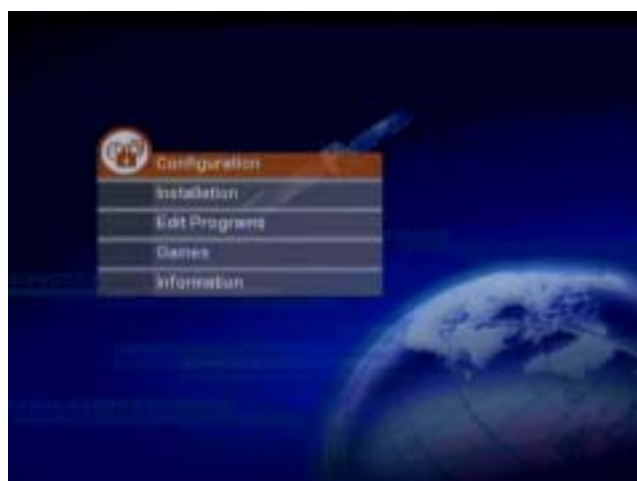 Configuration
Installation
Edit Programs
Games
Information